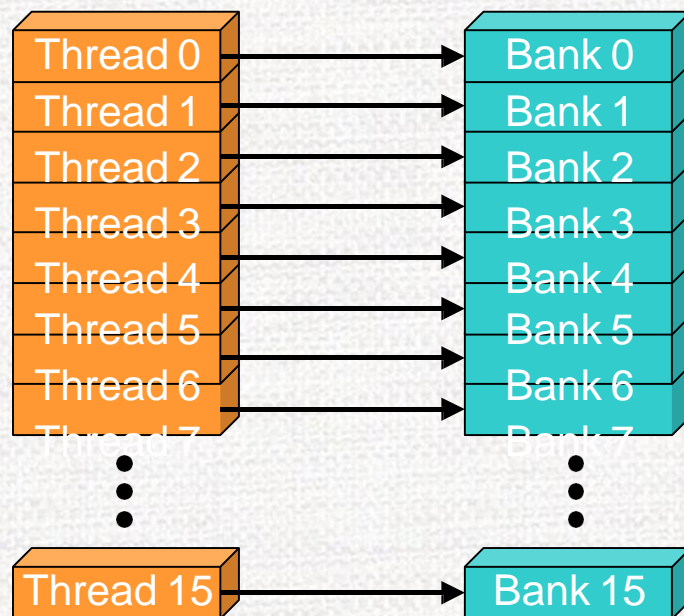 Thread 0 Bank 0
Thread 1 Bank 1
Thread 2 Bank 2
Thread 3 Bank 3
Thread 4 Bank 4
Thread 5 Bank 5
Thread 6 Bank 6
Thread 7 Bank 7
Thread 15 Bank 15